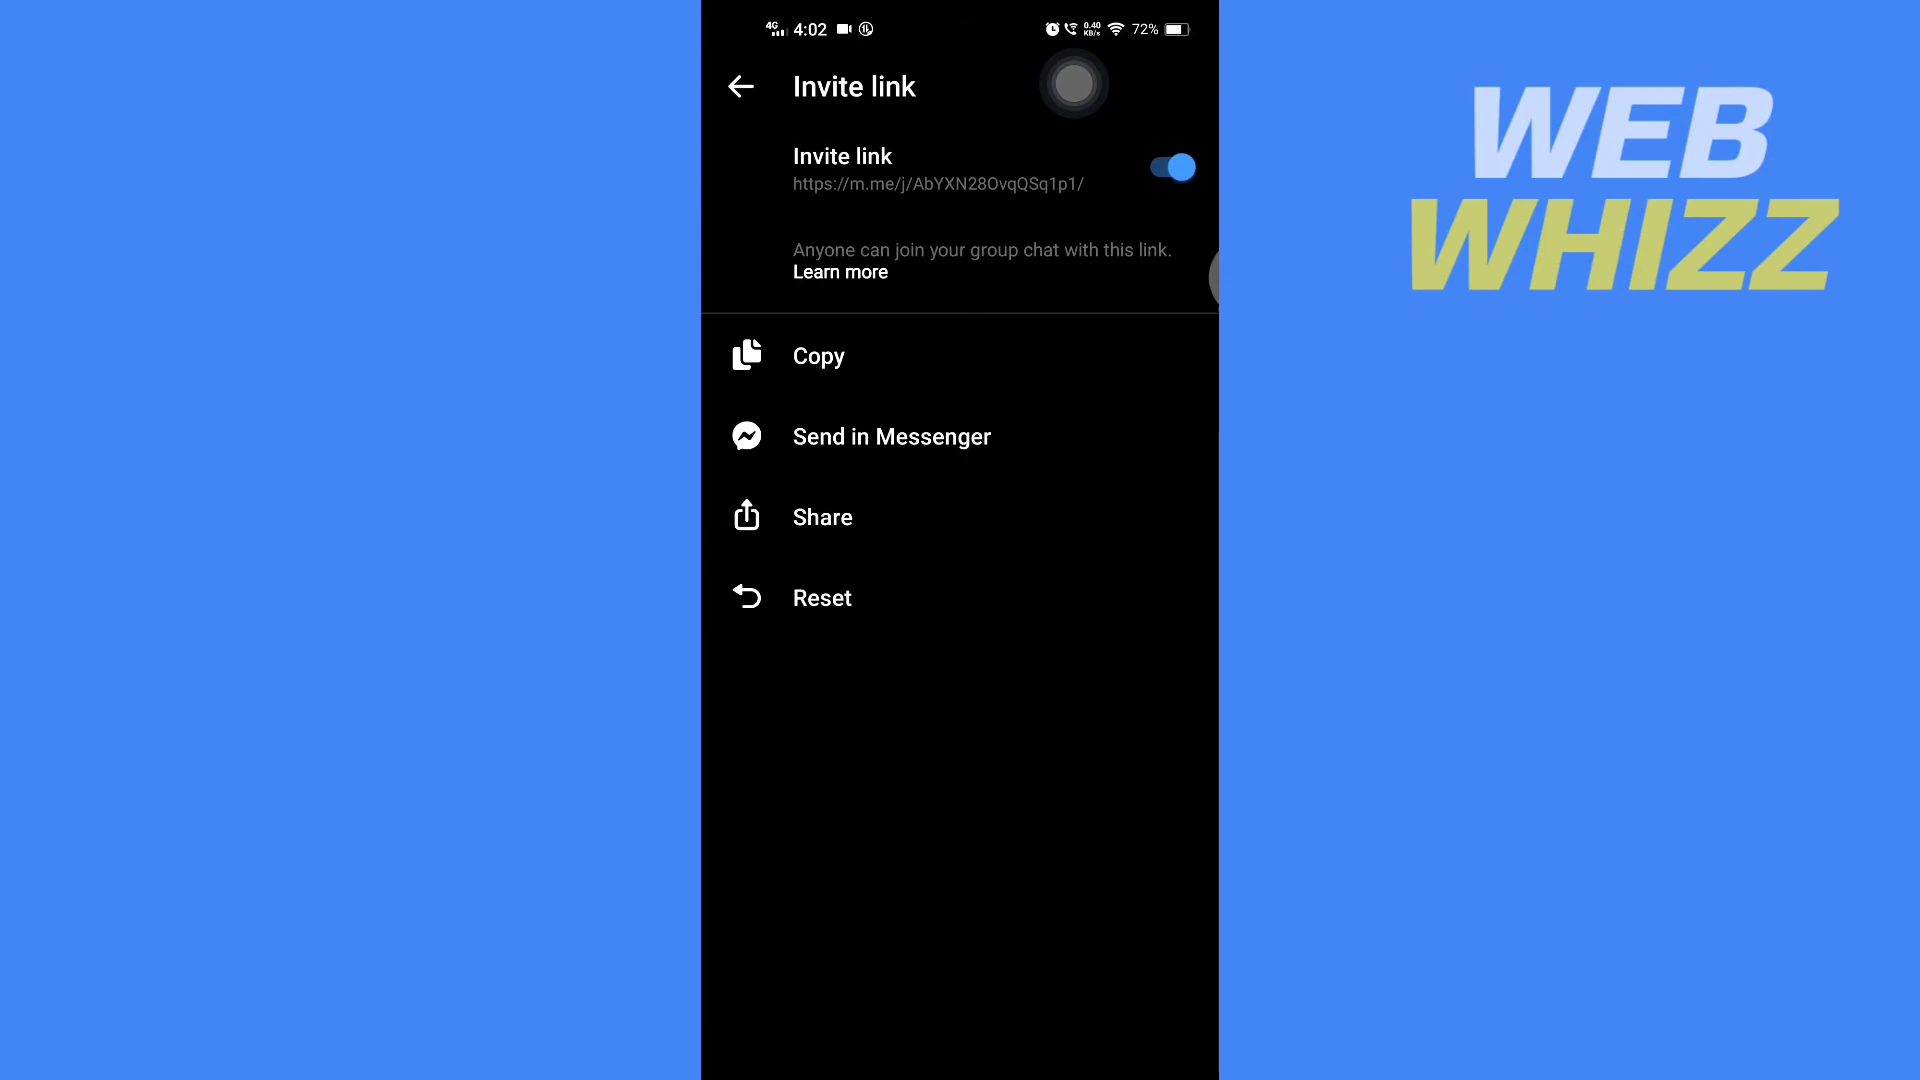 4G 4:02 0.40 KB/s 72%
Invite link
Invite link
https://m.me/j/AbYXN28OvqQSq1p1/
Anyone can join your group chat with this link.
Learn more
Copy
Send in Messenger
Share
Reset
WEB
WHIZZ